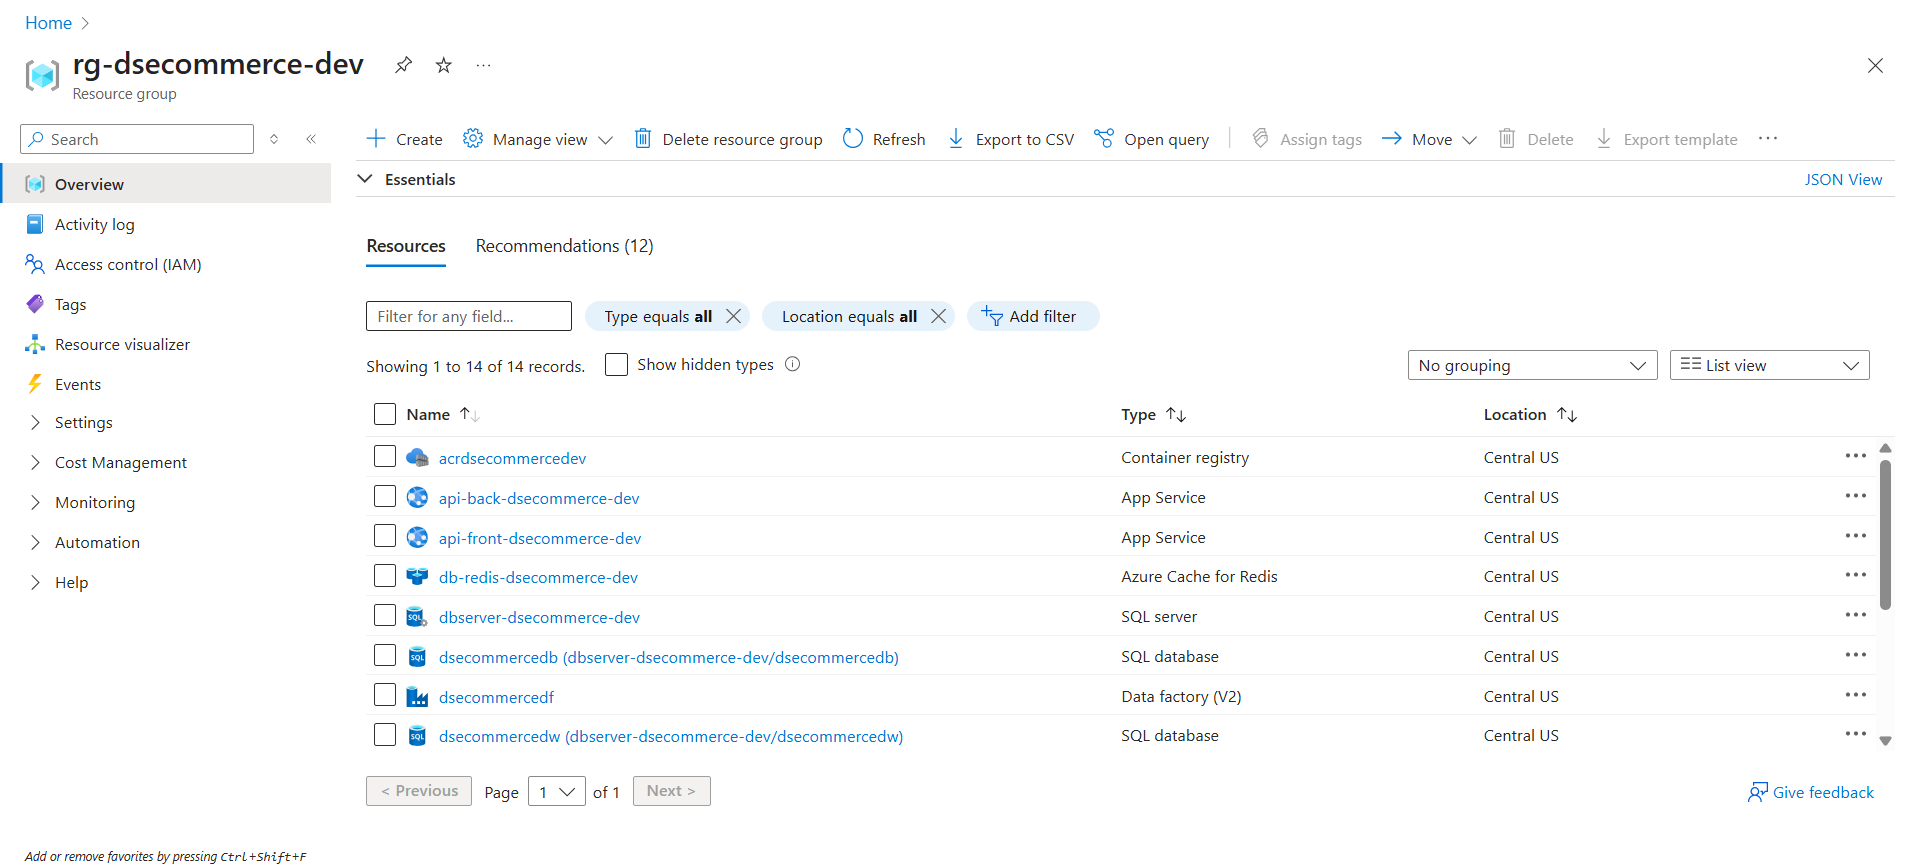 Home
rg-dsecommerce-dev
Resource group
Search
Create Manage view Delete resource group Refresh Export to CSV Open query Assign tags Move Delete Export template
Overview
Activity log
Access control (IAM)
Tags
Resource visualizer
Events
Settings
Cost Management
Monitoring
Automation
Help
Essentials JSON View
Resources Recommendations (12)
Filter for any field... Type equals all Location equals all Add filter
Showing 1 to 14 of 14 records. Show hidden types No grouping List view
Name Type Location
acrdsecommercedev Container registry Central US
api-back-dsecommerce-dev App Service Central US
api-front-dsecommerce-dev App Service Central US
db-redis-dsecommerce-dev Azure Cache for Redis Central US
dbserver-dsecommerce-dev SQL server Central US
dsecommercedb (dbserver-dsecommerce-dev/dsecommercedb) SQL database Central US
dsecommercedf Data factory (V2) Central US
dsecommercedw (dbserver-dsecommerce-dev/dsecommercedw) SQL database Central US
< Previous Page 1 of 1 Next > Give feedback
Add or remove favorites by pressing Ctrl+Shift+F